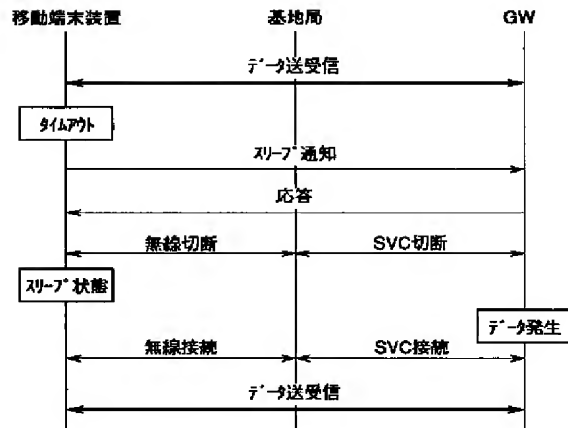 移動端末装置 基地局 GW
データ送受信
タイムアウト
スリープ通知
応答
無線切断 SVC切断
スリープ状態
データ発生
無線接続 SVC接続
データ送受信